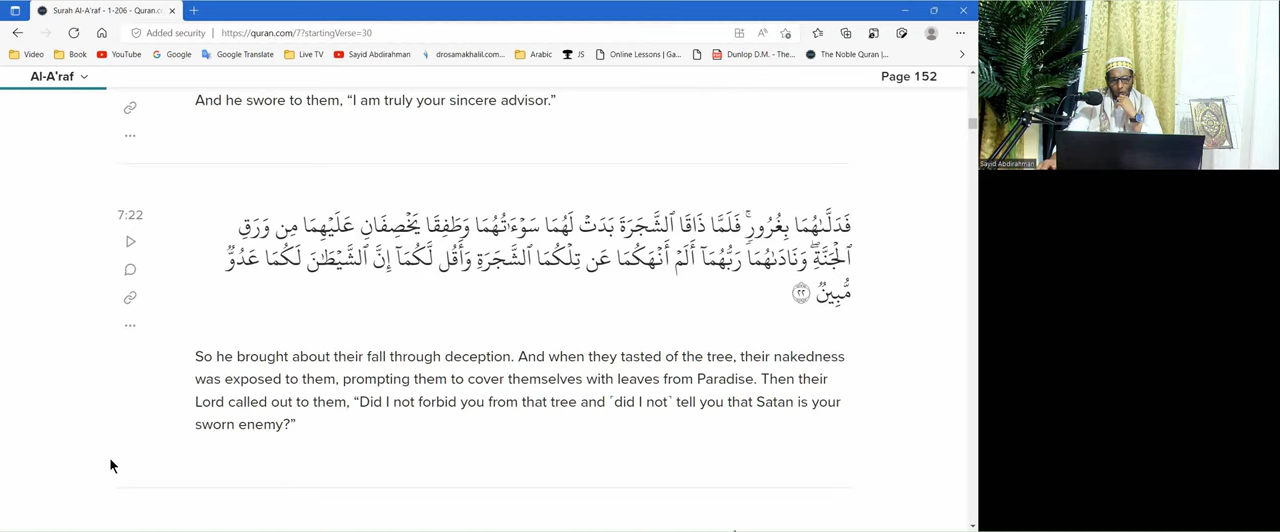 Surah Al-A'raf - 1-206 - Quran.c
Added security
https://quran.com/7?startingVerse=30
Video
Book
YouTube
Google
Google Translate
Live TV
Sayid Abdirahman
drosamakhalil.com...
Arabic
JS
Online Lessons | Go...
Dunlop D.M. - The...
The Noble Quran |...
Al-A'raf
Page 152
And he swore to them, “I am truly your sincere advisor.”
7:22
فَدَلَّىٰهُمَا بِغُرُورٍ ۚ فَلَمَّا ذَاقَا ٱلشَّجَرَةَ بَدَتْ لَهُمَا سَوْءَٰتُهُمَا وَطَفِقَا يَخْصِفَانِ عَلَيْهِمَا مِن وَرَقِ
ٱلْجَنَّةِ ۖ وَنَادَىٰهُمَا رَبُّهُمَآ أَلَمْ أَنْهَكُمَا عَن تِلْكُمَا ٱلشَّجَرَةِ وَأَقُل لَّكُمَآ إِنَّ ٱلشَّيْطَٰنَ لَكُمَا عَدُوٌّ
مُّبِينٌ ٢٢
So he brought about their fall through deception. And when they tasted of the tree, their nakedness
was exposed to them, prompting them to cover themselves with leaves from Paradise. Then their
Lord called out to them, “Did I not forbid you from that tree and ˹did I not˺ tell you that Satan is your
sworn enemy?”
Sayid Abdirahman